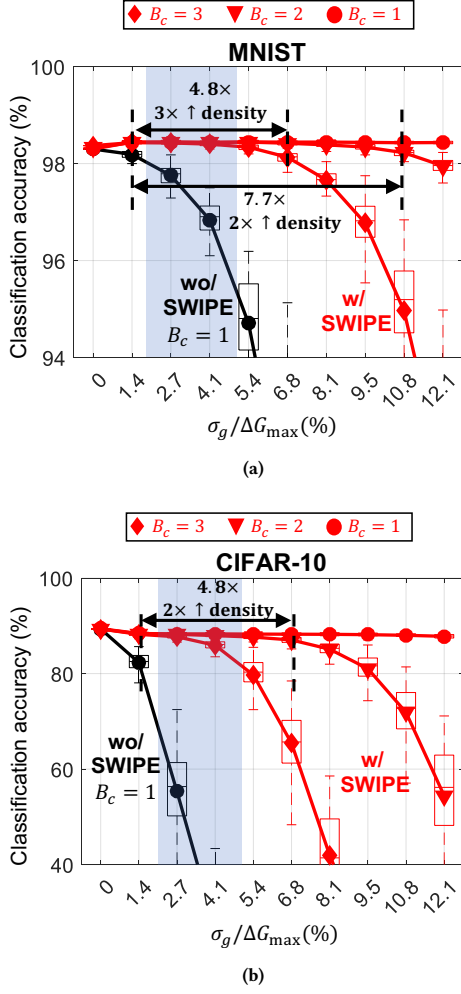 B_c = 3 B_c = 2 B_c = 1
MNIST
Classification accuracy (%)
100
98
96
94
4.8×
3× ↑ density
7.7×
2× ↑ density
wo/
SWIPE
B_c = 1
w/
SWIPE
0 1.4 2.7 4.1 5.4 6.8 8.1 9.5 10.8 12.1
σ_g/ΔG_max(%)
(a)
B_c = 3 B_c = 2 B_c = 1
CIFAR-10
Classification accuracy (%)
100
80
60
40
4.8×
2× ↑ density
wo/
SWIPE
B_c = 1
w/
SWIPE
0 1.4 2.7 4.1 5.4 6.8 8.1 9.5 10.8 12.1
σ_g/ΔG_max(%)
(b)